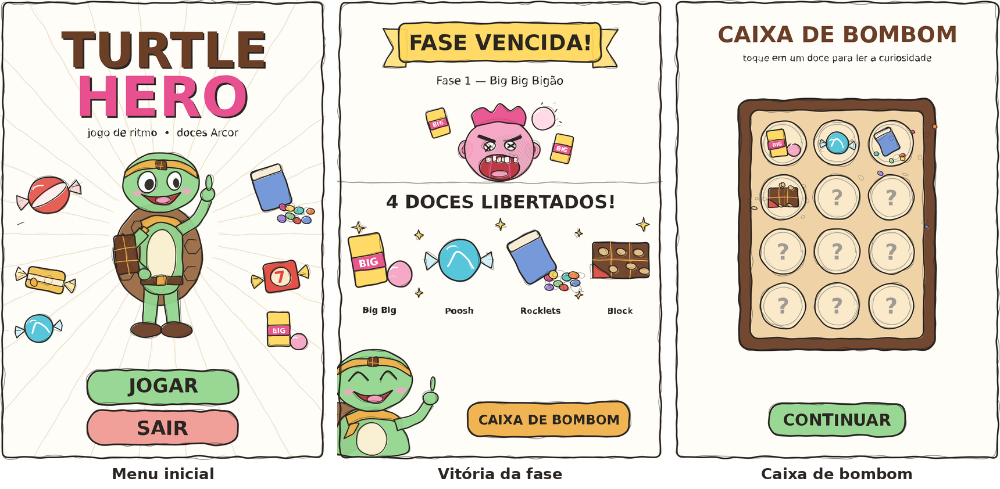 TURTLE
HERO
jogo de ritmo • doces Arcor
7
BIG
JOGAR
SAIR
Menu inicial
FASE VENCIDA!
Fase 1 — Big Big Bigão
BIG
BIG
4 DOCES LIBERTADOS!
BIG
Big Big
Poosh
Rocklets
Block
CAIXA DE BOMBOM
Vitória da fase
CAIXA DE BOMBOM
toque em um doce para ler a curiosidade
BIG
? ?
? ? ?
? ? ?
CONTINUAR
Caixa de bombom